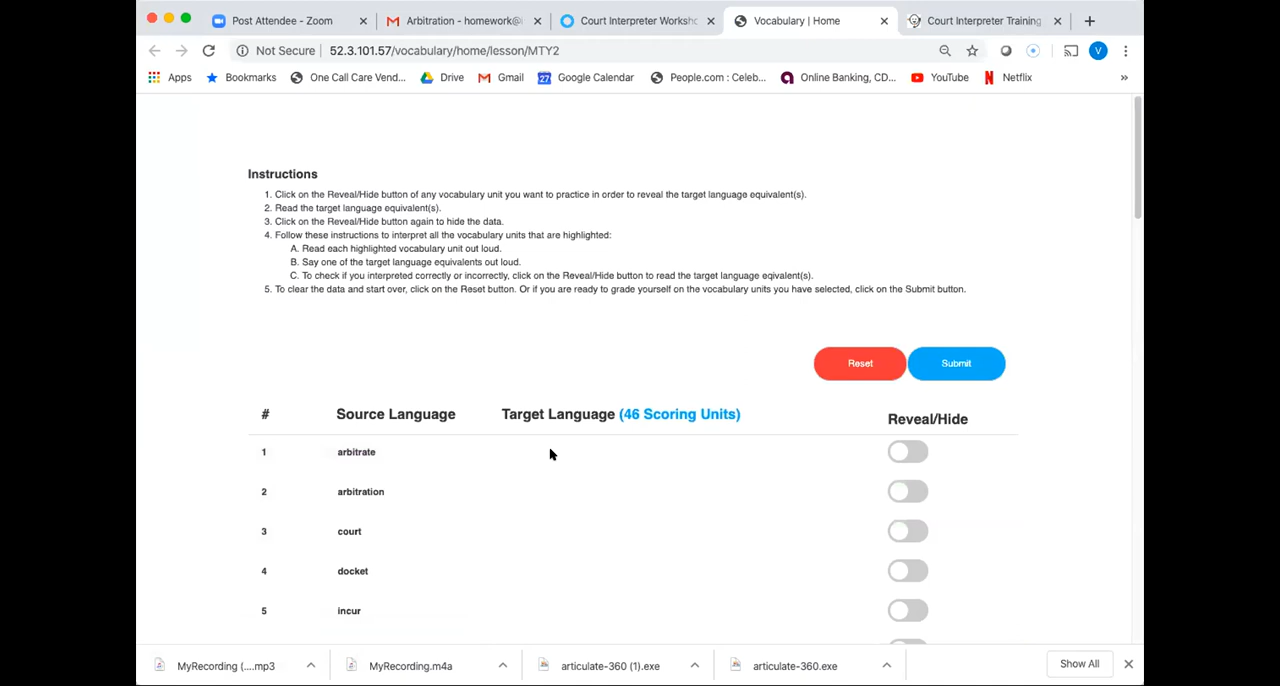 Post Attendee - Zoom
Arbitration - homework@
Court Interpreter Worksho
Vocabulary | Home
Court Interpreter Training
Not Secure | 52.3.101.57/vocabulary/home/lesson/MTY2
V
Apps
Bookmarks
One Call Care Vend...
Drive
Gmail
27
Google Calendar
People.com : Celeb...
Online Banking, CD...
YouTube
Netflix
»
Instructions
1. Click on the Reveal/Hide button of any vocabulary unit you want to practice in order to reveal the target language equivalent(s).
2. Read the target language equivalent(s).
3. Click on the Reveal/Hide button again to hide the data.
4. Follow these instructions to interpret all the vocabulary units that are highlighted:
A. Read each highlighted vocabulary unit out loud.
B. Say one of the target language equivalents out loud.
C. To check if you interpreted correctly or incorrectly, click on the Reveal/Hide button to read the target language eqivalent(s).
5. To clear the data and start over, click on the Reset button. Or if you are ready to grade yourself on the vocabulary units you have selected, click on the Submit button.
Reset
Submit
# Source Language Target Language (46 Scoring Units) Reveal/Hide
1 arbitrate
2 arbitration
3 court
4 docket
5 incur
MyRecording (....mp3
MyRecording.m4a
articulate-360 (1).exe
articulate-360.exe
Show All